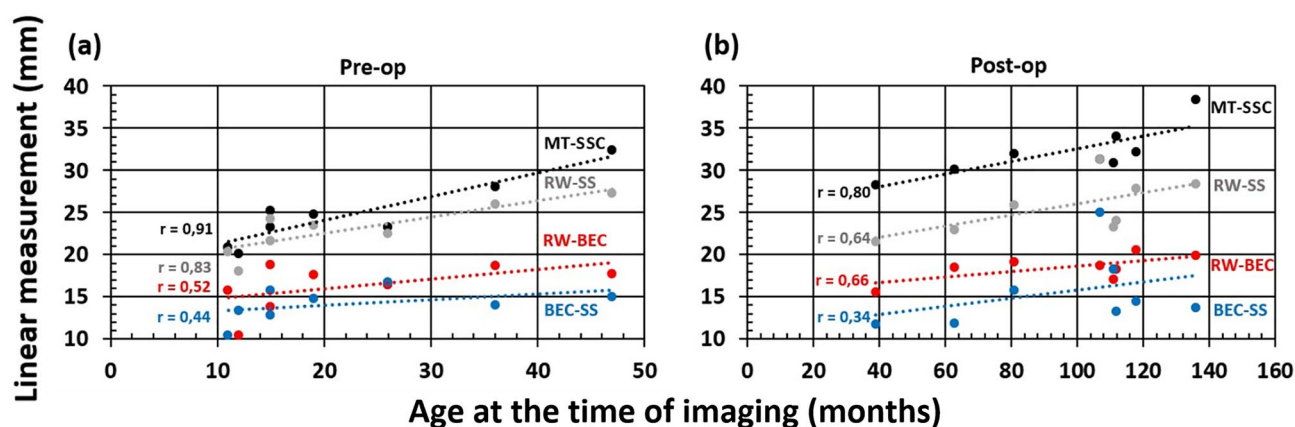 Linear measurement (mm)
(a)
Pre-op
40
35
30
25
20
15
10
MT-SSC
RW-SS
RW-BEC
BEC-SS
r = 0,91
r = 0,83
r = 0,52
r = 0,44
0 10 20 30 40 50
(b)
Post-op
40
35
30
25
20
15
10
MT-SSC
RW-SS
RW-BEC
BEC-SS
r = 0,80
r = 0,64
r = 0,66
r = 0,34
0 20 40 60 80 100 120 140 160
Age at the time of imaging (months)